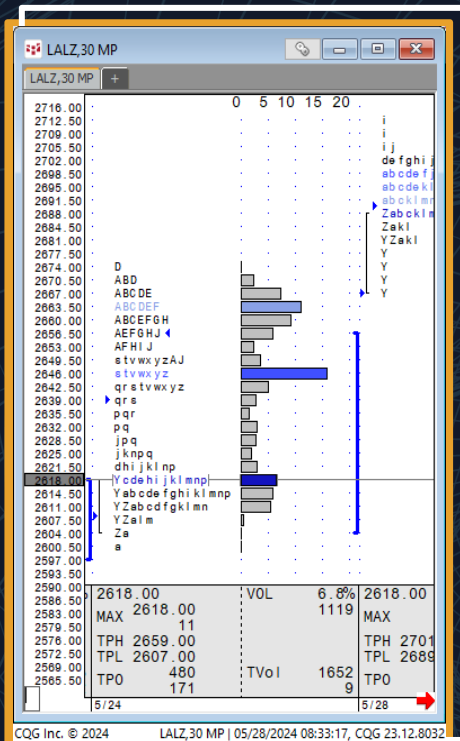 LALZ,30 MP
LALZ,30 MP +
0 5 10 15 20
2716.00
2712.50 i
2709.00 i
2705.50 i j
2702.00 defghij
2698.50 abcdefj
2695.00 abcdekl
2691.50 abcklmn
2688.00 Zabcklm
2684.50 Zakl
2681.00 YZakl
2677.50 Y
2674.00 D Y
2670.50 ABD Y
2667.00 ABCDE Y
2663.50 ABCDEF
2660.00 ABCEFGH
2656.50 AEFGHJ
2653.00 AFHIJ
2649.50 stvwxyzAJ
2646.00 stvwxyz
2642.50 qrstvwxyz
2639.00 qrs
2635.50 pqr
2632.00 pq
2628.50 jpq
2625.00 jknpq
2621.50 dhijklnp
2618.00 Ycdehijklmnp
2614.50 Yabcdefghiklmnp
2611.00 YZabcdfgklmn
2607.50 YZalm
2604.00 Za
2600.50 a
2597.00
2593.50
2590.00 2618.00 VOL 6.8% 2618.00
2586.50
2583.00 MAX 2618.00 1119 MAX
2579.50 11
2576.00 TPH 2659.00 TPH 2701
2572.50 TPL 2607.00 TPL 2689
2569.00 TPO 480 TVol 1652 TPO
2565.50 171 9
5/24 5/28
CQG Inc. © 2024 LALZ,30 MP | 05/28/2024 08:33:17, CQG 23.12.8032